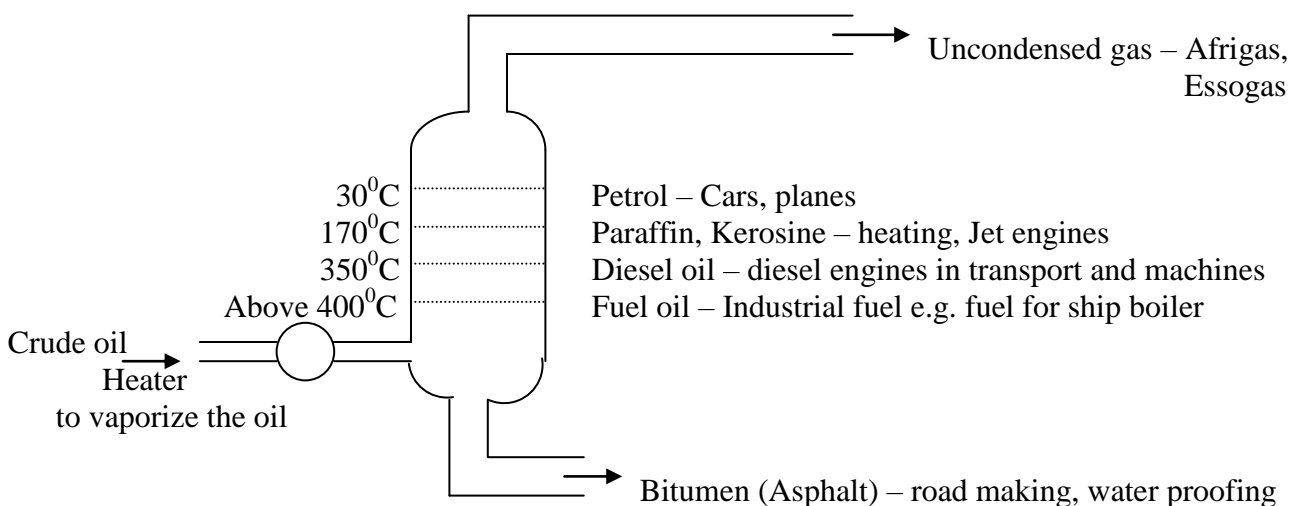 Uncondensed gas – Afrigas,
Essogas
30⁰C Petrol – Cars, planes
170⁰C Paraffin, Kerosine – heating, Jet engines
350⁰C Diesel oil – diesel engines in transport and machines
Above 400⁰C Fuel oil – Industrial fuel e.g. fuel for ship boiler
Crude oil
Heater
to vaporize the oil
Bitumen (Asphalt) – road making, water proofing